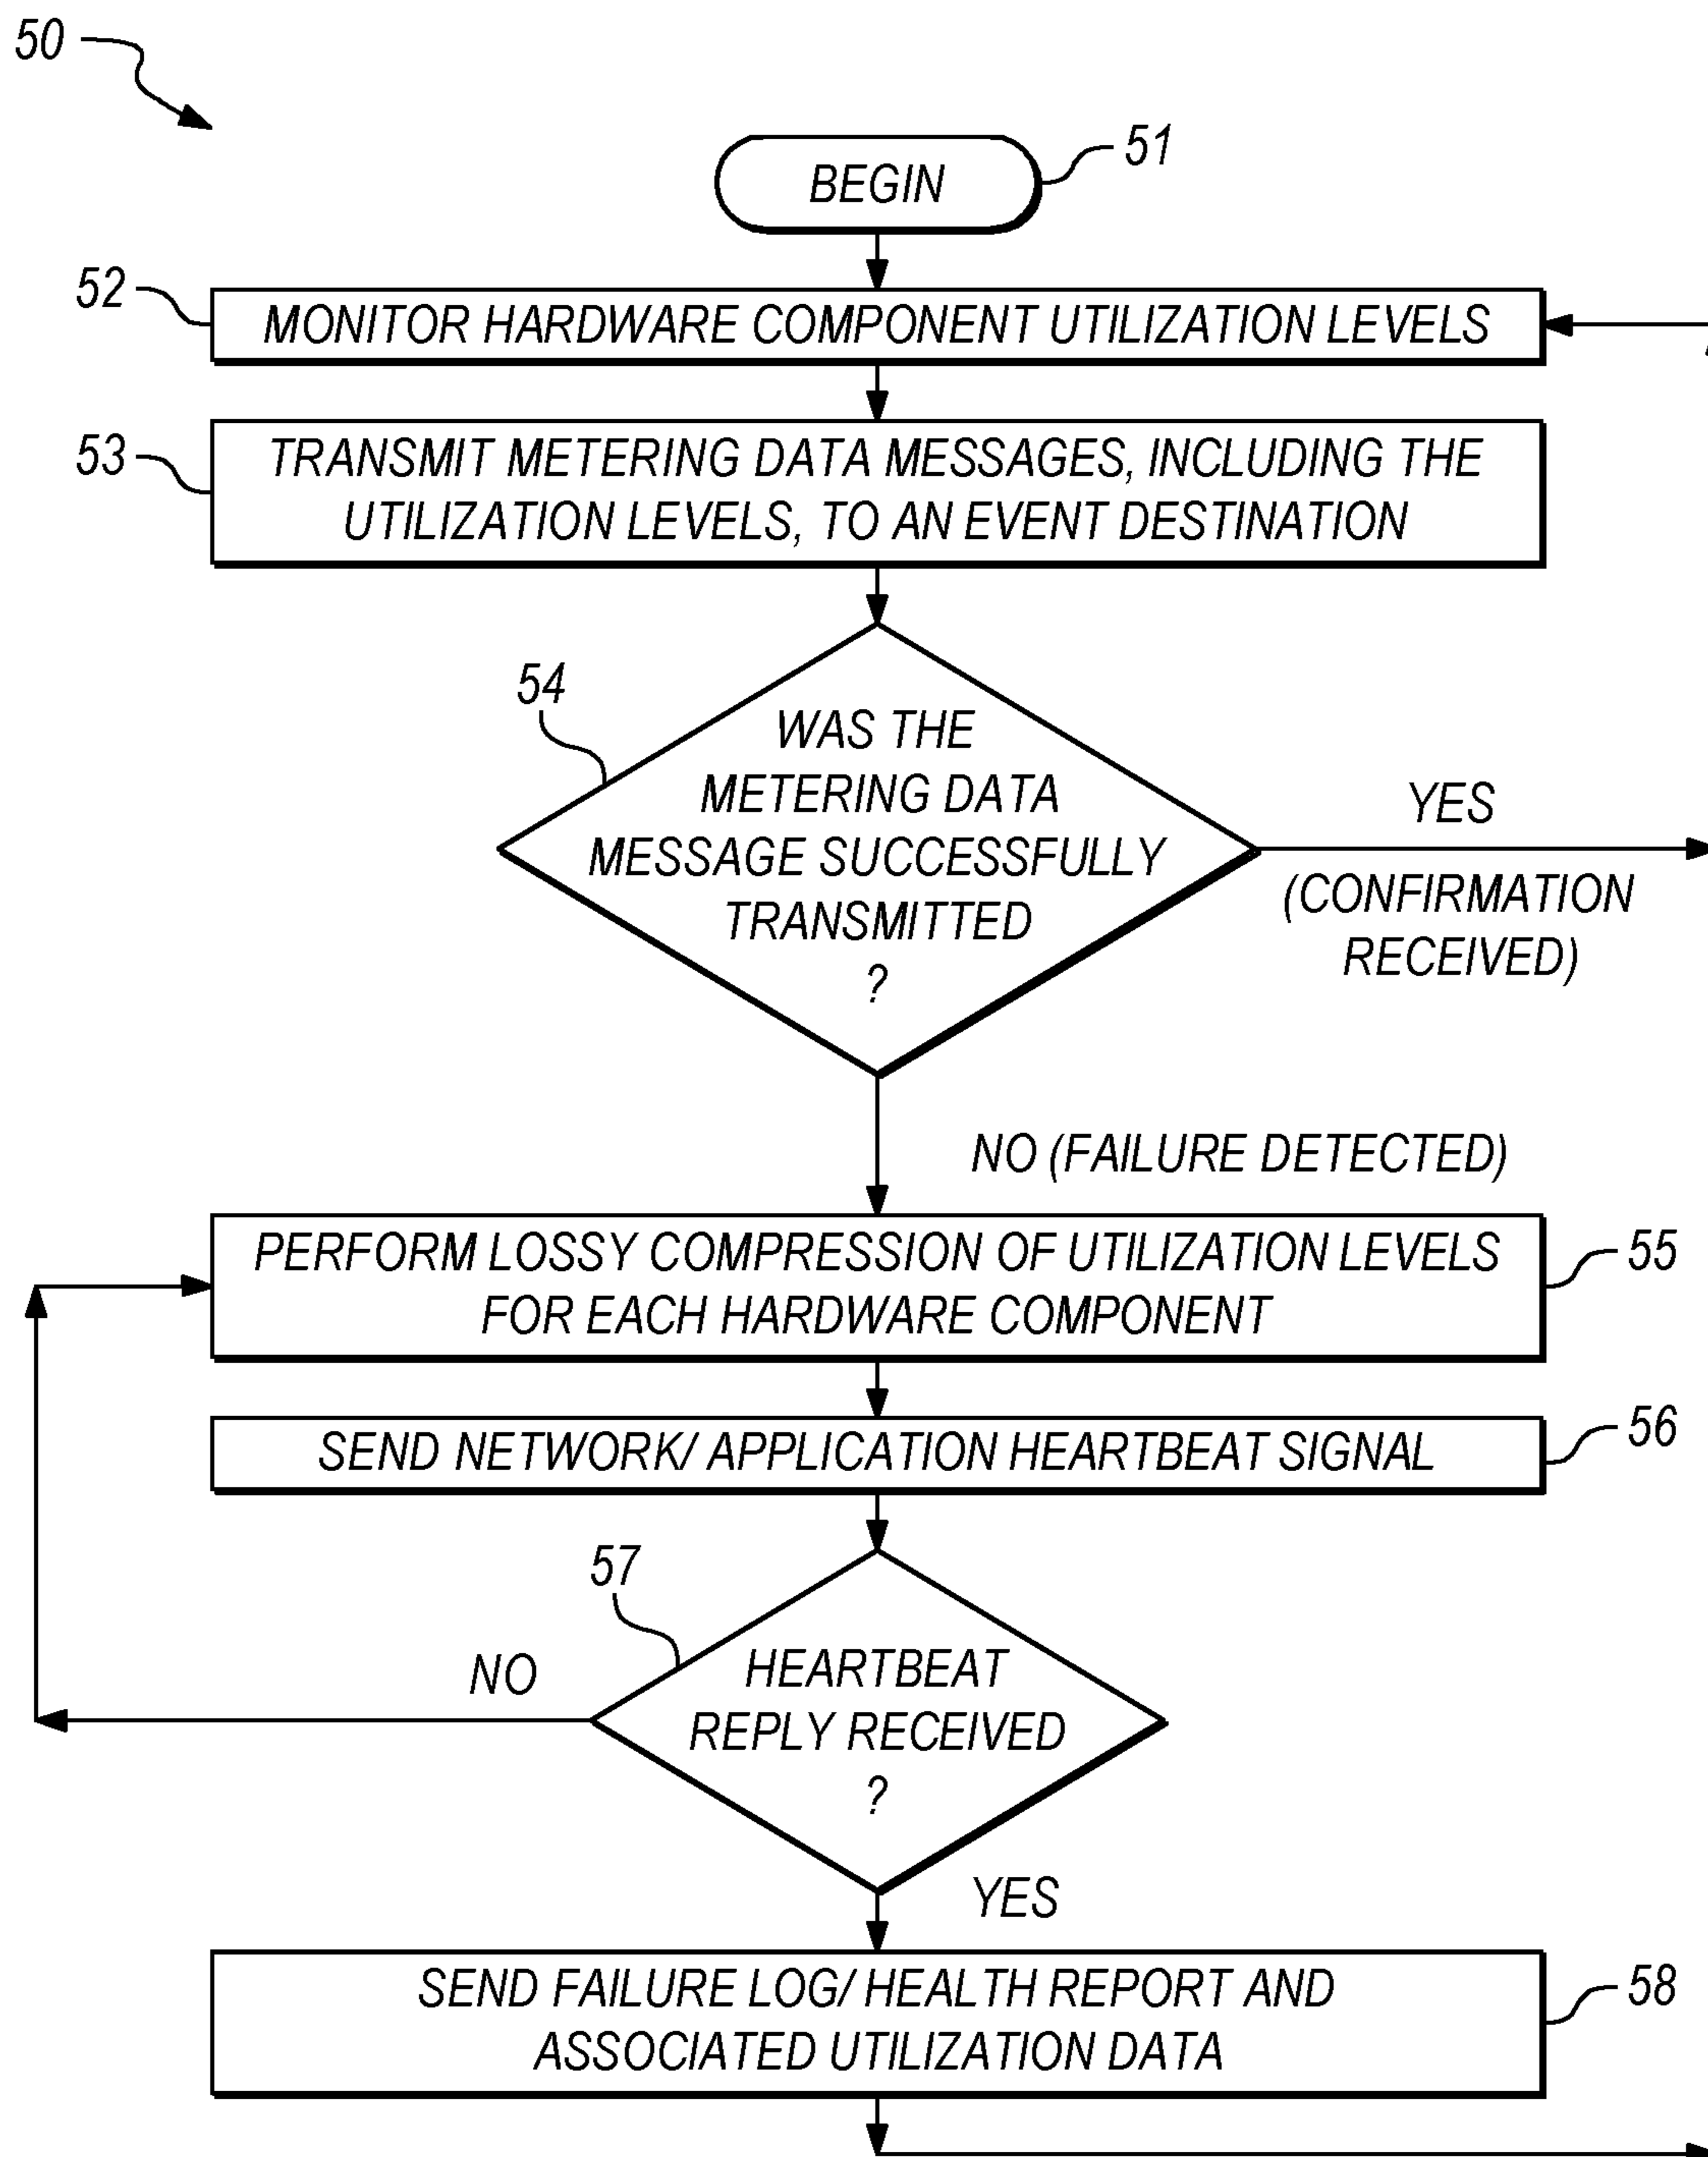 50
BEGIN
51
52
MONITOR HARDWARE COMPONENT UTILIZATION LEVELS
53
TRANSMIT METERING DATA MESSAGES, INCLUDING THE
UTILIZATION LEVELS, TO AN EVENT DESTINATION
54
WAS THE
METERING DATA
MESSAGE SUCCESSFULLY
TRANSMITTED
?
YES
(CONFIRMATION
RECEIVED)
NO (FAILURE DETECTED)
PERFORM LOSSY COMPRESSION OF UTILIZATION LEVELS
FOR EACH HARDWARE COMPONENT
55
SEND NETWORK/ APPLICATION HEARTBEAT SIGNAL
56
57
HEARTBEAT
REPLY RECEIVED
?
NO
YES
SEND FAILURE LOG/ HEALTH REPORT AND
ASSOCIATED UTILIZATION DATA
58